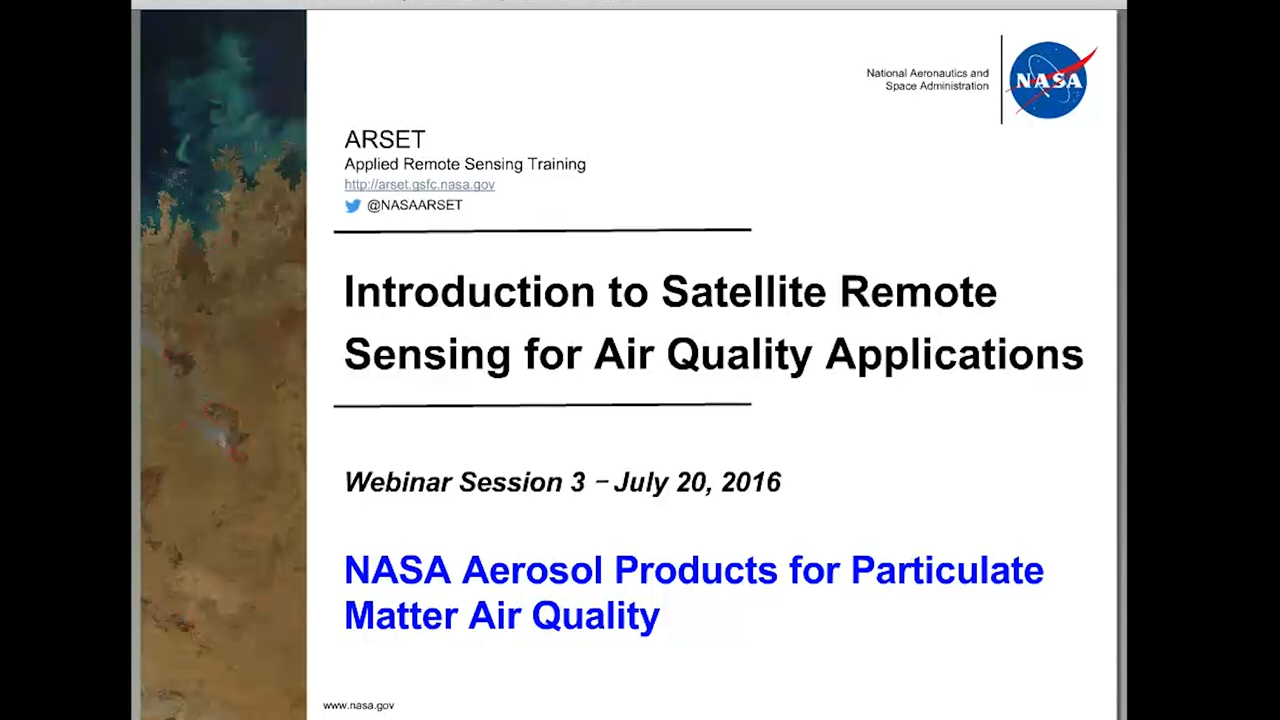 National Aeronautics and
Space Administration
NASA
ARSET
Applied Remote Sensing Training
http://arset.gsfc.nasa.gov
@NASAARSET
Introduction to Satellite Remote
Sensing for Air Quality Applications
Webinar Session 3 – July 20, 2016
NASA Aerosol Products for Particulate
Matter Air Quality
www.nasa.gov